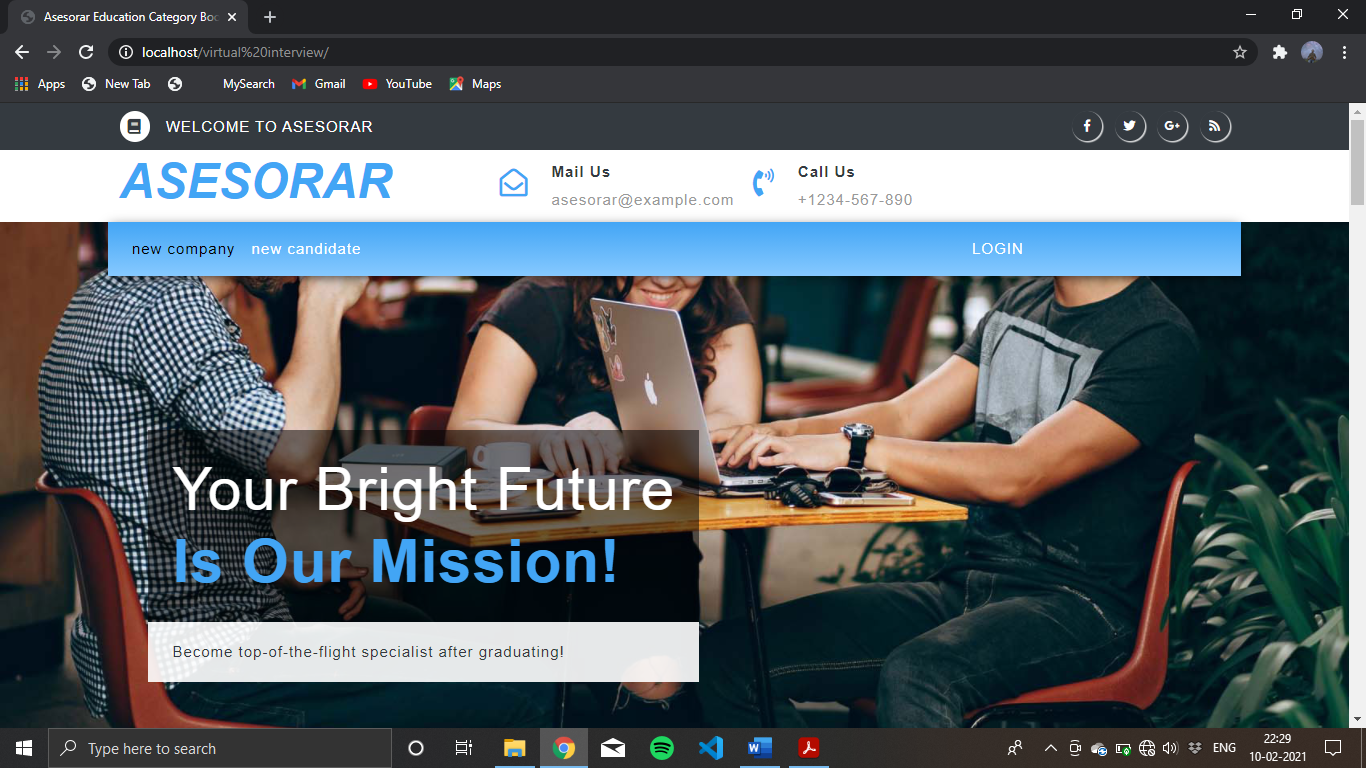 Asesorar Education Category Boo
localhost/virtual%20interview/
Apps New Tab MySearch Gmail YouTube Maps
WELCOME TO ASESORAR
ASESORAR
Mail Us
asesorar@example.com
Call Us
+1234-567-890
new company new candidate LOGIN
Your Bright Future
Is Our Mission!
Become top-of-the-flight specialist after graduating!
Type here to search
ENG
22:29
10-02-2021